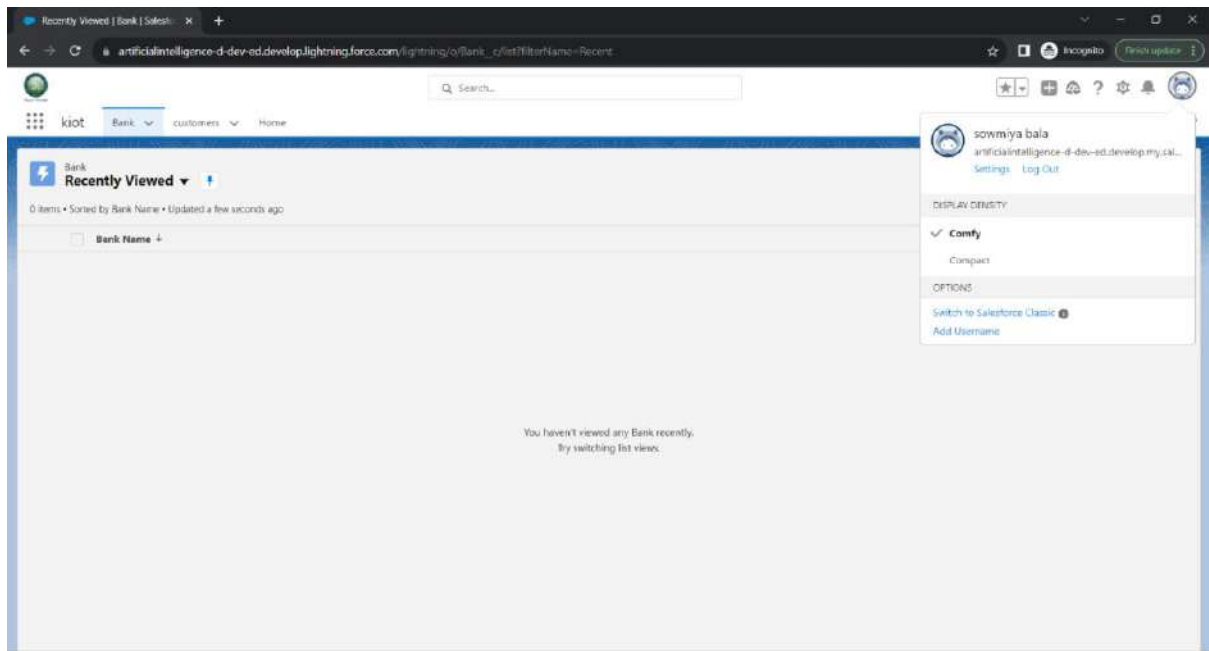 Recently Viewed | Bank | Salesf
artificialintelligence-d-dev-ed.develop.lightning.force.com/lightning/o/Bank__c/list?filterName=Recent
Incognito
Finish update
Search...
kiot
Bank
customers
Home
Bank
Recently Viewed
0 items • Sorted by Bank Name • Updated a few seconds ago
Bank Name
You haven't viewed any Bank recently.
Try switching list views.
sowmiya bala
artificialintelligence-d-dev-ed.develop.my.sal...
Settings Log Out
DISPLAY DENSITY
Comfy
Compact
OPTIONS
Switch to Salesforce Classic
Add Username